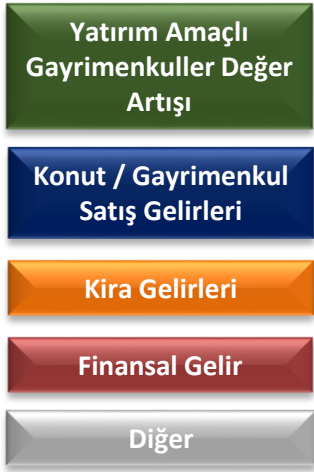 Yatırım Amaçlı
Gayrimenkuller Değer
Artışı
Konut / Gayrimenkul
Satış Gelirleri
Kira Gelirleri
Finansal Gelir
Diğer